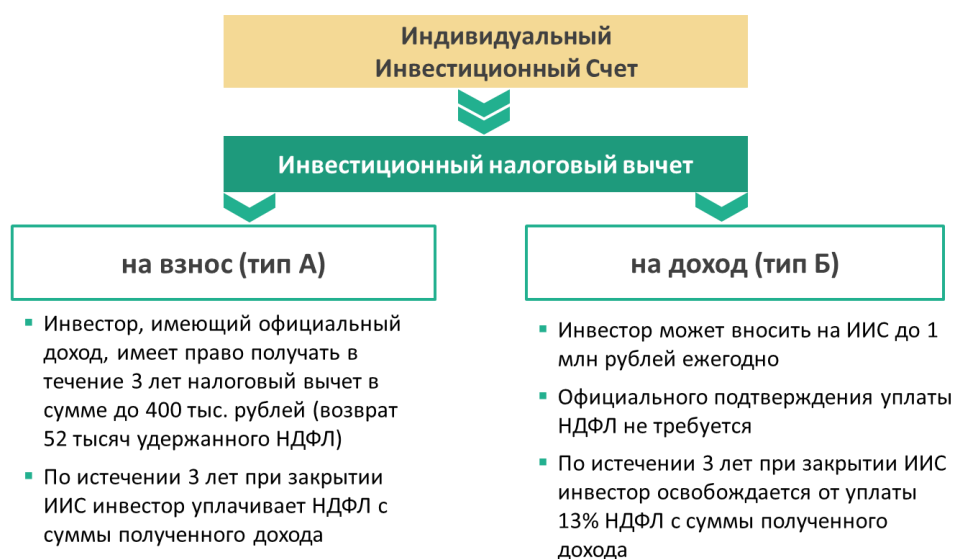 Индивидуальный
Инвестиционный Счет
Инвестиционный налоговый вычет
на взнос (тип А)
▪ Инвестор, имеющий официальный
доход, имеет право получать в
течение 3 лет налоговый вычет в
сумме до 400 тыс. рублей (возврат
52 тысяч удержанного НДФЛ)
▪ По истечении 3 лет при закрытии
ИИС инвестор уплачивает НДФЛ с
суммы полученного дохода
на доход (тип Б)
▪ Инвестор может вносить на ИИС до 1
млн рублей ежегодно
▪ Официального подтверждения уплаты
НДФЛ не требуется
▪ По истечении 3 лет при закрытии ИИС
инвестор освобождается от уплаты
13% НДФЛ с суммы полученного
дохода